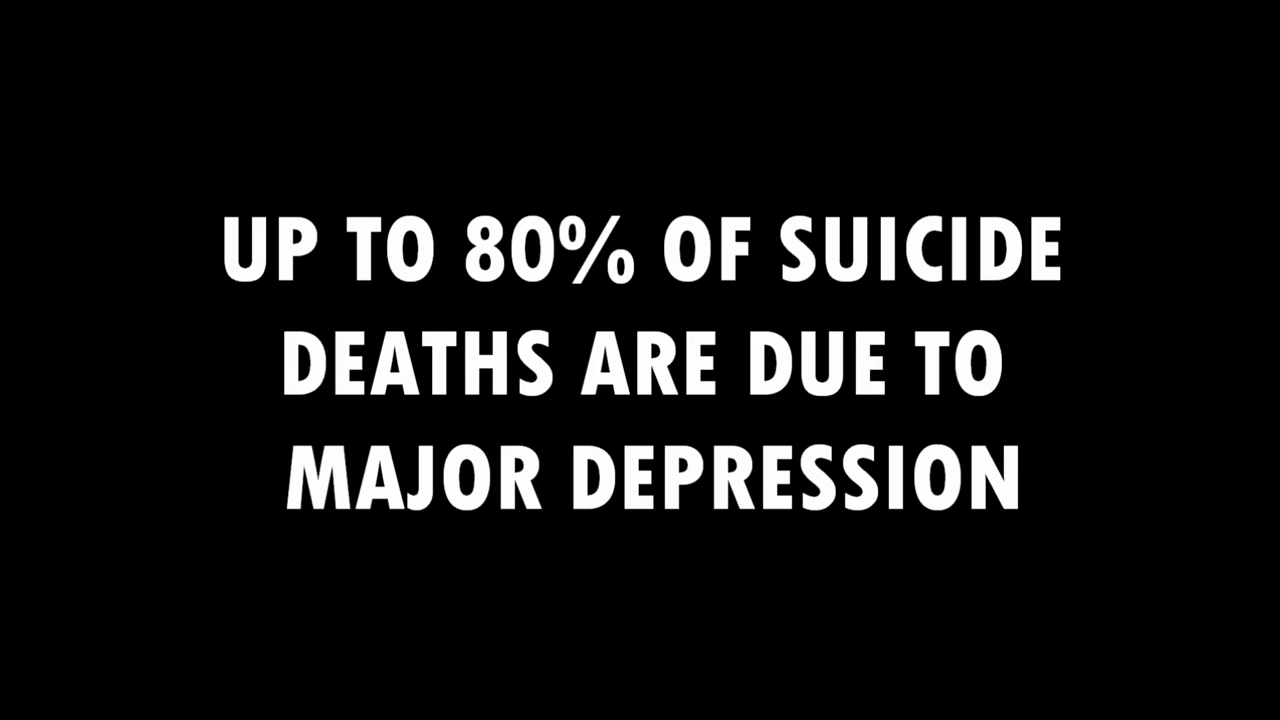 UP TO 80% OF SUICIDE
DEATHS ARE DUE TO
MAJOR DEPRESSION